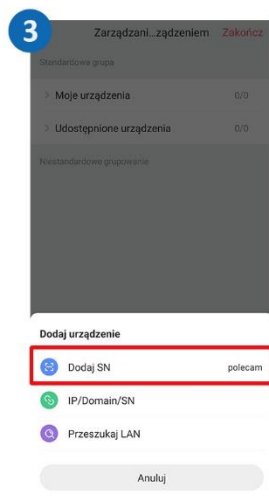 3
Zarządzani...ządzeniem Zakończ
Standardowa grupa
Moje urządzenia 0/0
Udostępnione urządzenia 0/0
Niestandardowe grupowanie
Dodaj urządzenie
Dodaj SN polecam
IP/Domain/SN
Przeszukaj LAN
Anuluj